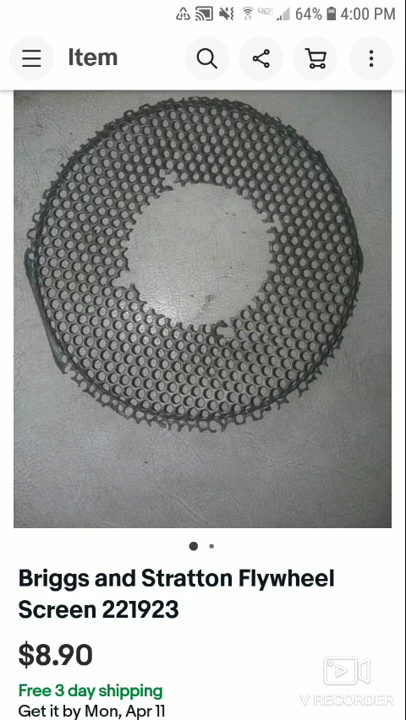 64% 4:00 PM
Item
Briggs and Stratton Flywheel
Screen 221923
$8.90
Free 3 day shipping
Get it by Mon, Apr 11
V RECORDER